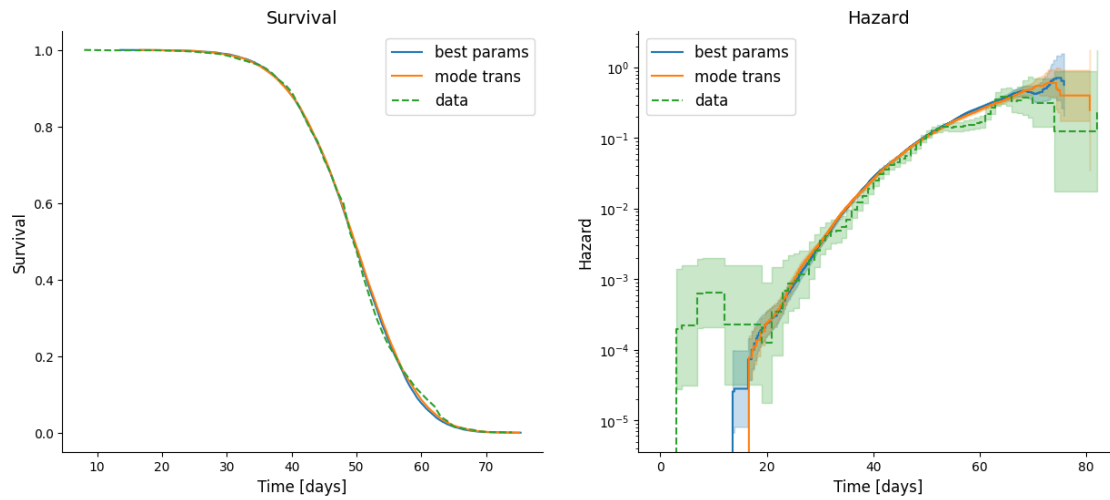 Survival
Survival
1.0
0.8
0.6
0.4
0.2
0.0
10 20 30 40 50 60 70
Time [days]
best params
mode trans
data
Hazard
Hazard
10^0
10^-1
10^-2
10^-3
10^-4
10^-5
0 20 40 60 80
Time [days]
best params
mode trans
data